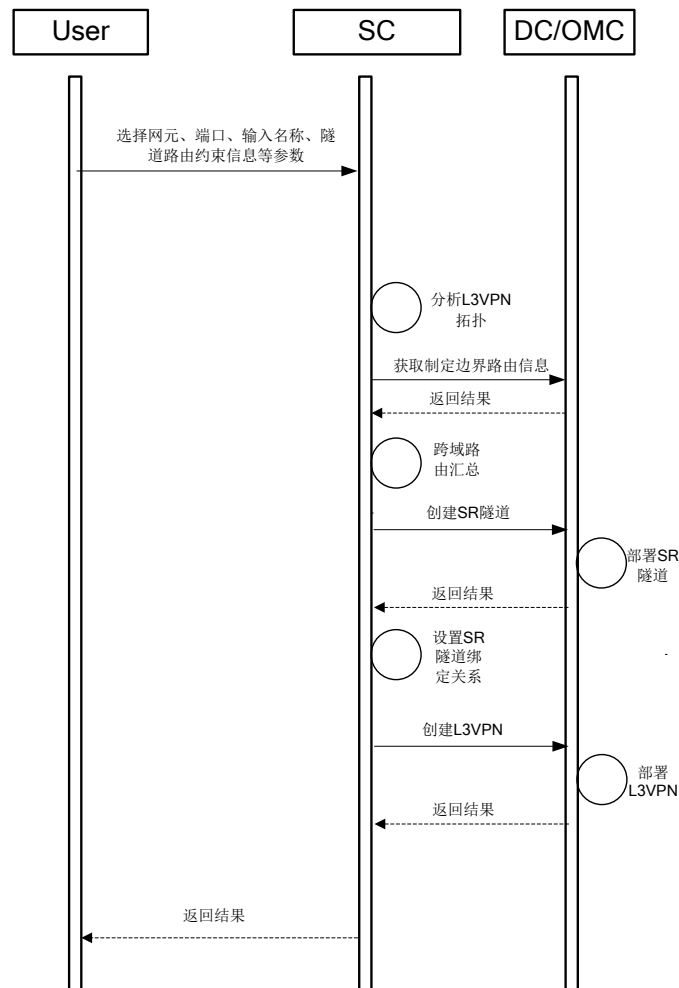 User
SC
DC/OMC
选择网元、端口、输入名称、隧
道路由约束信息等参数
分析L3VPN
拓扑
获取制定边界路由信息
返回结果
跨域路
由汇总
创建SR隧道
部署SR
隧道
返回结果
设置SR
隧道绑
定关系
创建L3VPN
部署
L3VPN
返回结果
返回结果